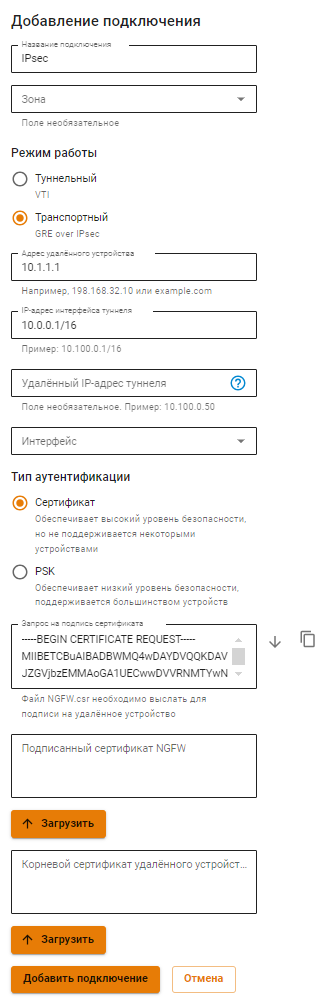 Добавление подключения
Название подключения
IPsec
Зона
Поле необязательное
Режим работы
Туннельный
VTI
Транспортный
GRE over IPsec
Адрес удалённого устройства
10.1.1.1
Например, 198.168.32.10 или example.com
IP-адрес интерфейса туннеля
10.0.0.1/16
Пример: 10.100.0.1/16
Удалённый IP-адрес туннеля
Поле необязательное. Пример: 10.100.0.50
Интерфейс
Тип аутентификации
Сертификат
Обеспечивает высокий уровень безопасности,
но не поддерживается некоторыми
устройствами
PSK
Обеспечивает низкий уровень безопасности,
поддерживается большинством устройств
Запрос на подпись сертификата
-----BEGIN CERTIFICATE REQUEST-----
MIIBETCBuAIBADBWMQ4wDAYDVQQKDAV
JZGVjbzEMMAoGA1UECwwDVVRNMTYwN
Файл NGFW.csr необходимо выслать для
подписи на удалённое устройство
Подписанный сертификат NGFW
Загрузить
Корневой сертификат удалённого устройст...
Загрузить
Добавить подключение
Отмена